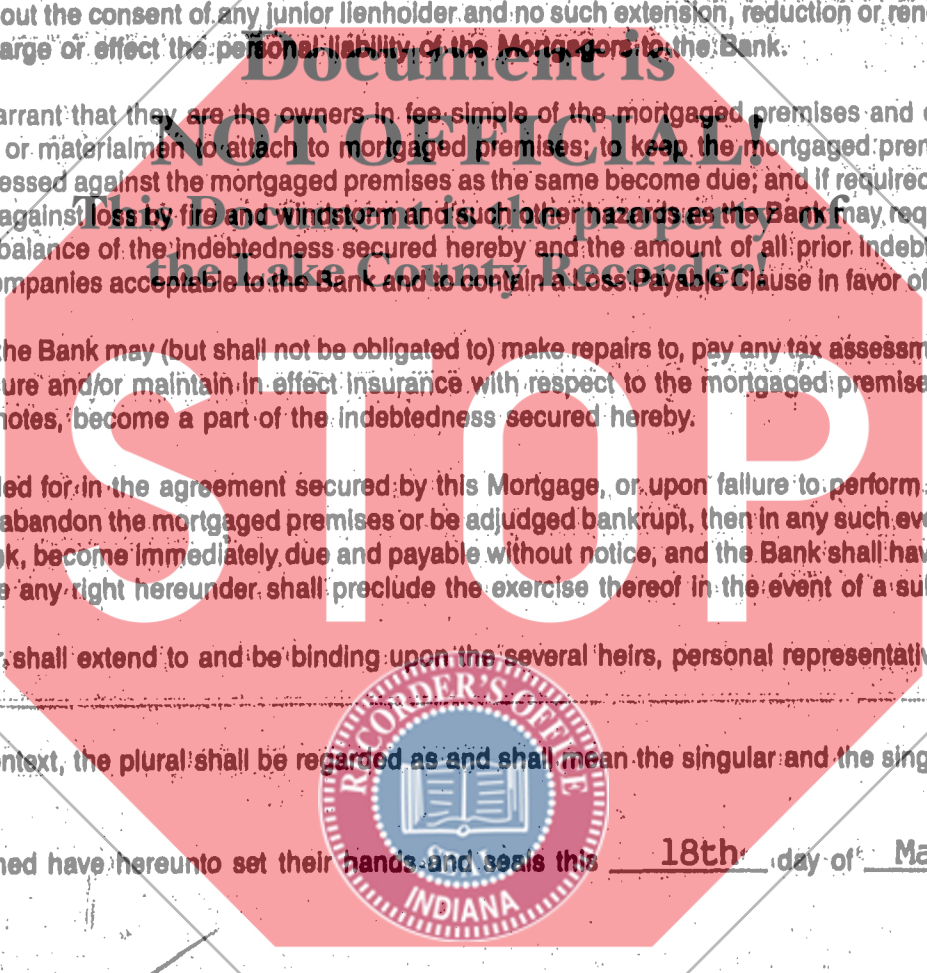 out the consent of any junior lienholder and no such extension, reduction or ren
arge or effect the personal liability of the Mortgagors to the Bank.
Document is
arrant that they are the owners in fee simple of the mortgaged premises and
NOT OFFICIAL!
or materialmen to attach to mortgaged premises; to keep the mortgaged prem
essed against the mortgaged premises as the same become due; and if required
This Document is the property of
against loss by fire and windstorm and such other hazards as the Bank may req
balance of the indebtedness secured hereby and the amount of all prior indebt
the Lake County Recorder!
ompanies acceptable to the Bank and to contain a Loss Payable Clause in favor of
the Bank may (but shall not be obligated to) make repairs to, pay any tax assessm
ure and/or maintain in effect insurance with respect to the mortgaged premise
notes, become a part of the indebtedness secured hereby.
STOP
ded for in the agreement secured by this Mortgage, or upon failure to perform
abandon the mortgaged premises or be adjudged bankrupt, then in any such eve
k, become immediately due and payable without notice, and the Bank shall hav
e any right hereunder shall preclude the exercise thereof in the event of a su
shall extend to and be binding upon the several heirs, personal representativ
RECORDER'S OFFICE
ntext, the plural shall be regarded as and shall mean the singular and the sing
SEAL
ned have hereunto set their hands and seals this 18th day of Ma
INDIANA